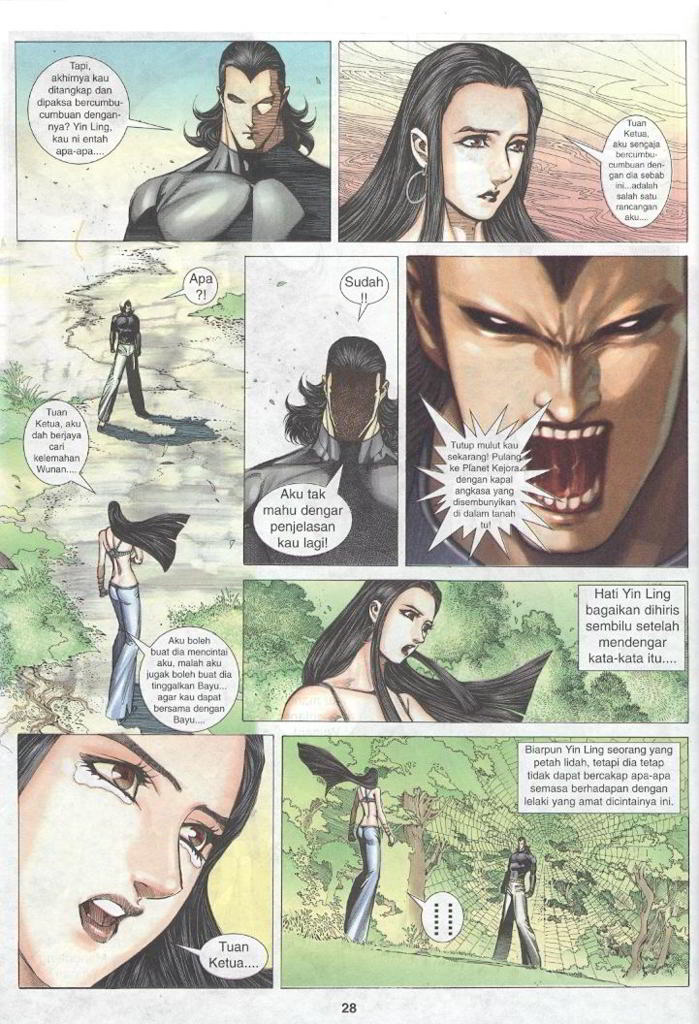 Tapi,
akhirnya kau
ditangkap dan
dipaksa bercumbu-
cumbuan dengan-
nya? Yin Ling,
kau ni entah
apa-apa....
Tuan
Ketua,
aku sengaja
bercumbu-
cumbuan den-
gan dia sebab
ini...adalah
salah satu
rancangan
aku....
Apa
?!
Tuan
Ketua, aku
dah berjaya
cari
kelemahan
Wunan....
Aku boleh
buat dia mencintai
aku, malah aku
jugak boleh buat dia
tinggalkan Bayu...
agar kau dapat
bersama dengan
Bayu....
Sudah
!!
Aku tak
mahu dengar
penjelasan
kau lagi!
Tutup mulut kau
sekarang! Pulang
ke Planet Kejora
dengan kapal
angkasa yang
disembunyikan
di dalam tanah
tu!
Hati Yin Ling
bagaikan dihiris
sembilu setelah
mendengar
kata-kata itu....
Tuan
Ketua....
Biarpun Yin Ling seorang yang
petah lidah, tetapi dia tetap
tidak dapat bercakap apa-apa
semasa berhadapan dengan
lelaki yang amat dicintainya ini.
28